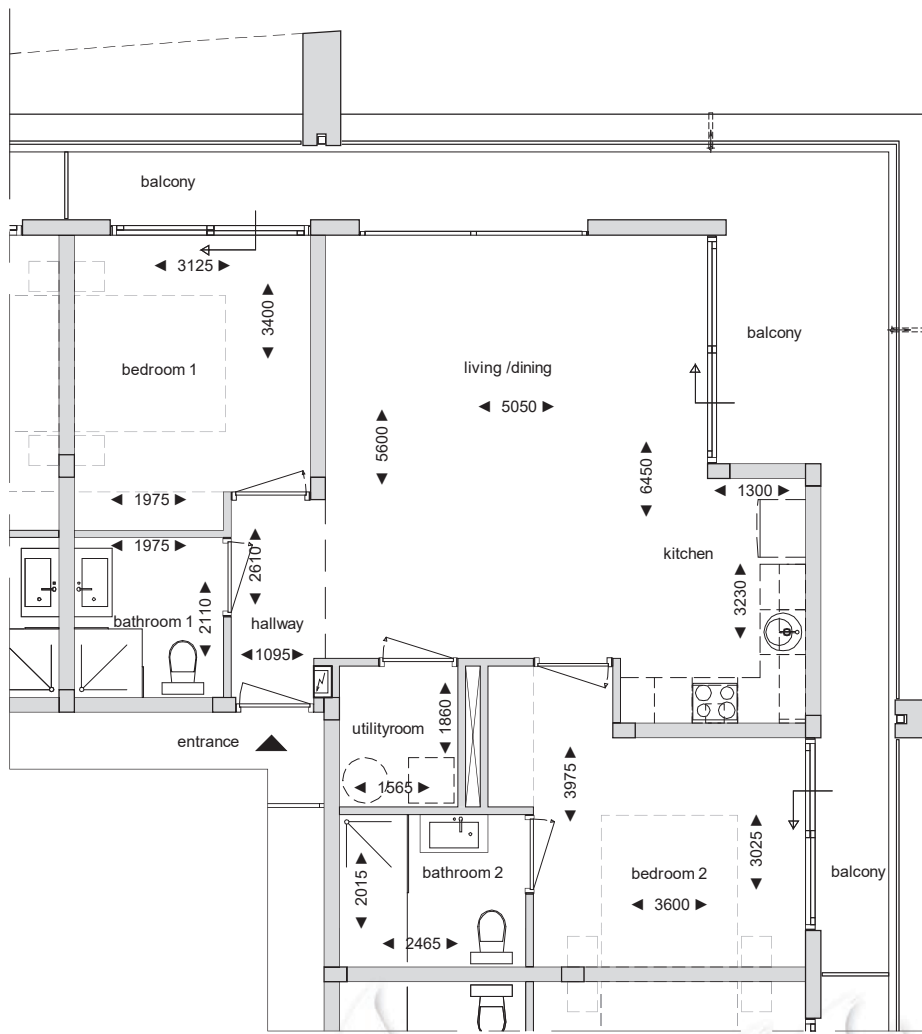 balcony
3125
3400
balcony
bedroom 1
living /dining
5050
5600
6450
1975
1300
1975
2610
kitchen
3230
2110
bathroom 1
hallway
1095
1860
utilityroom
entrance
3975
1565
3025
bathroom 2
bedroom 2
balcony
2015
3600
2465